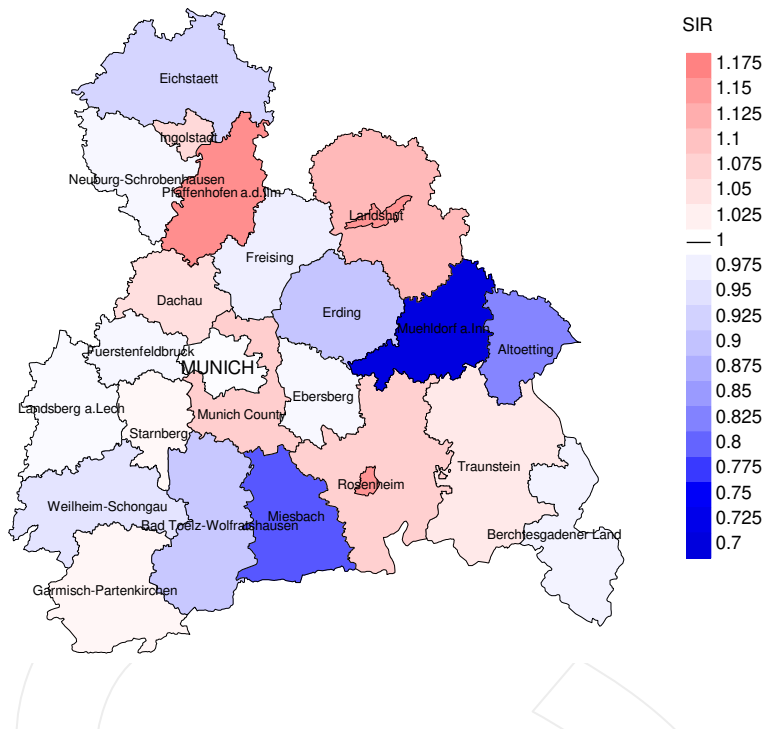 SIR
1.175
1.15
1.125
1.1
1.075
1.05
1.025
1
0.975
0.95
0.925
0.9
0.875
0.85
0.825
0.8
0.775
0.75
0.725
0.7
Eichstaett
Ingolstadt
Neuburg-Schrobenhausen
Pfaffenhofen a.d.Ilm
Landshut
Freising
Dachau
Erding
Muehldorf a.Inn
Altoetting
Fuerstenfeldbruck
MUNICH
Ebersberg
Landsberg a.Lech
Munich County
Starnberg
Traunstein
Rosenheim
Weilheim-Schongau
Miesbach
Bad Toelz-Wolfratshausen
Berchtesgadener Land
Garmisch-Partenkirchen